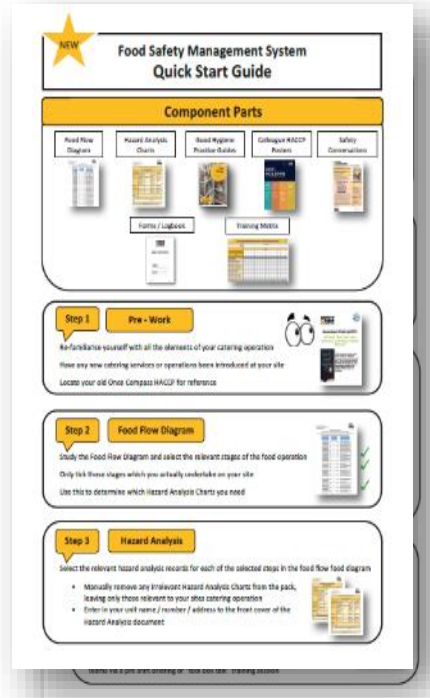 NEW
Food Safety Management System
Quick Start Guide
Component Parts
Food Flow
Diagram
Hazard Analysis
Charts
Good Hygiene
Practice Guides
Colleague HACCP
Posters
Safety
Conversations
Forms / Logbook
Training Matrix
Step 1
Pre - Work
Re-familiarise yourself with all the elements of your catering operation
Have any new catering services or operations been introduced at your site
Locate your old Once Compass HACCP for reference
Step 2
Food Flow Diagram
Study the Food Flow Diagram and select the relevant stages of the food operation
Only tick those stages which you actually undertake on your site
Use this to determine which Hazard Analysis Charts you need
Step 3
Hazard Analysis
Select the relevant hazard analysis records for each of the selected steps in the food flow food diagram
• Manually remove any irrelevant Hazard Analysis Charts from the pack,
leaving only those relevant to your sites catering operation
• Enter in your unit name / number / address to the front cover of the
Hazard Analysis document